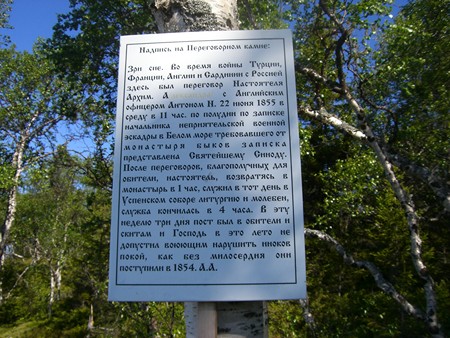 Надпись на Переговорном камне:
Зри сие. Во время войны Турции,
Франции, Англии и Сардинии с Россией
здесь был переговор Настоятеля
Архим. А с Английским
офицером Антоном Н. 22 июня 1855 в
среду в 11 час. по полудни по записке
начальника неприятельской военной
эскадры в Белом море требовавшего от
монастыря быков записка
представлена Святейшему Синоду.
После переговоров, благополучных для
обители, настоятель, возвратясь в
монастырь в 1 час, служил в тот день в
Успенском соборе литургию и молебен,
служба кончилась в 4 часа. В эту
неделю три дня пост был в обители и
скитам и Господь в это лето не
допустил воюющим нарушить иноков
покой, как без милосердия они
поступили в 1854. А.А.